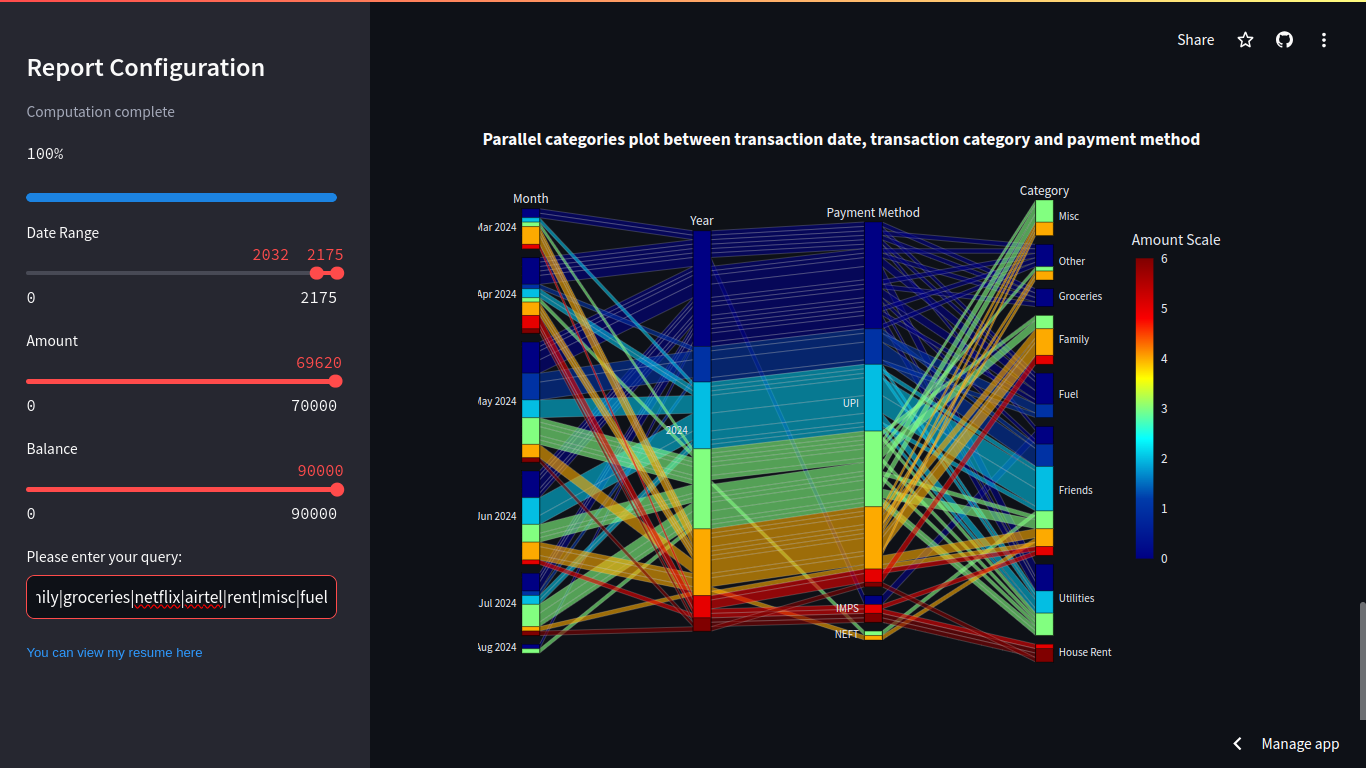 Report Configuration
Computation complete
100%
Date Range
2032 2175
0 2175
Amount
69620
0 70000
Balance
90000
0 90000
Please enter your query:
nily|groceries|netflix|airtel|rent|misc|fuel
You can view my resume here
Share
Parallel categories plot between transaction date, transaction category and payment method
Month
Year
Payment Method
Category
Mar 2024
Apr 2024
May 2024
Jun 2024
Jul 2024
Aug 2024
2024
UPI
IMPS
NEFT
Misc
Other
Groceries
Family
Fuel
Friends
Utilities
House Rent
Amount Scale
6
5
4
3
2
1
0
Manage app